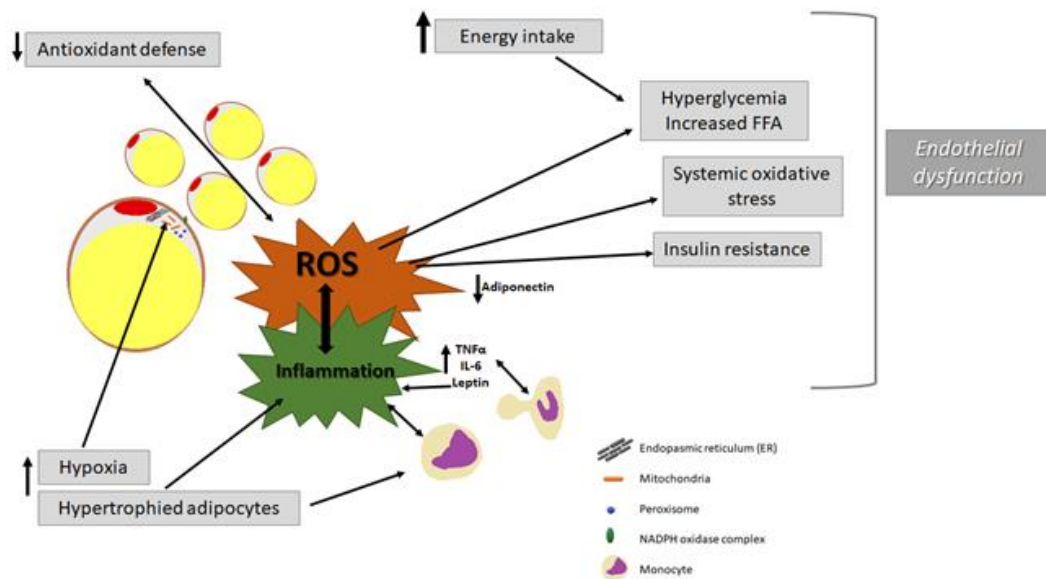 Antioxidant defense
Energy intake
Hyperglycemia
Increased FFA
Endothelial
dysfunction
Systemic oxidative
stress
Insulin resistance
ROS
Adiponectin
Inflammation
TNFα
IL-6
Leptin
Hypoxia
Hypertrophied adipocytes
Endopasmic reticulum (ER)
Mitochondria
Peroxisome
NADPH oxidase complex
Monocyte